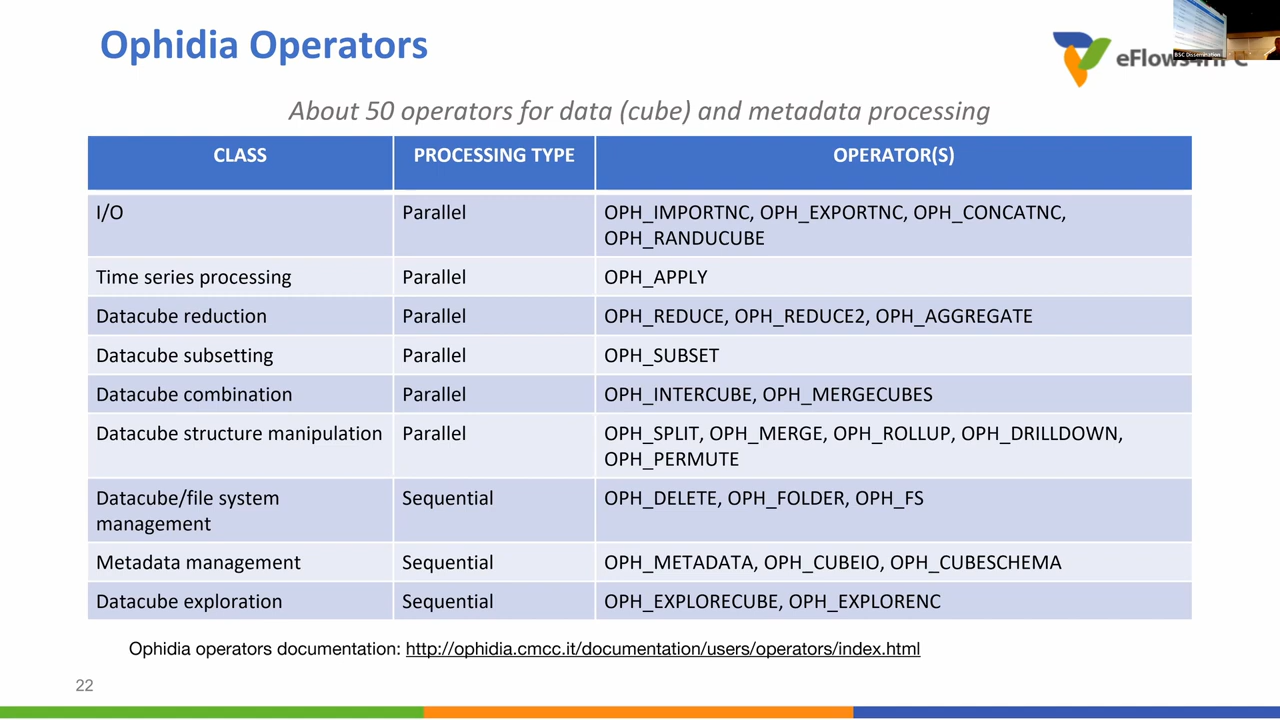 Ophidia Operators
BSC Dissemination
About 50 operators for data (cube) and metadata processing
CLASS PROCESSING TYPE OPERATOR(S)
I/O Parallel OPH_IMPORTNC, OPH_EXPORTNC, OPH_CONCATNC,
OPH_RANDUCUBE
Time series processing Parallel OPH_APPLY
Datacube reduction Parallel OPH_REDUCE, OPH_REDUCE2, OPH_AGGREGATE
Datacube subsetting Parallel OPH_SUBSET
Datacube combination Parallel OPH_INTERCUBE, OPH_MERGECUBES
Datacube structure manipulation Parallel OPH_SPLIT, OPH_MERGE, OPH_ROLLUP, OPH_DRILLDOWN,
OPH_PERMUTE
Datacube/file system Sequential OPH_DELETE, OPH_FOLDER, OPH_FS
management
Metadata management Sequential OPH_METADATA, OPH_CUBEIO, OPH_CUBESCHEMA
Datacube exploration Sequential OPH_EXPLORECUBE, OPH_EXPLORENC
Ophidia operators documentation: http://ophidia.cmcc.it/documentation/users/operators/index.html
22